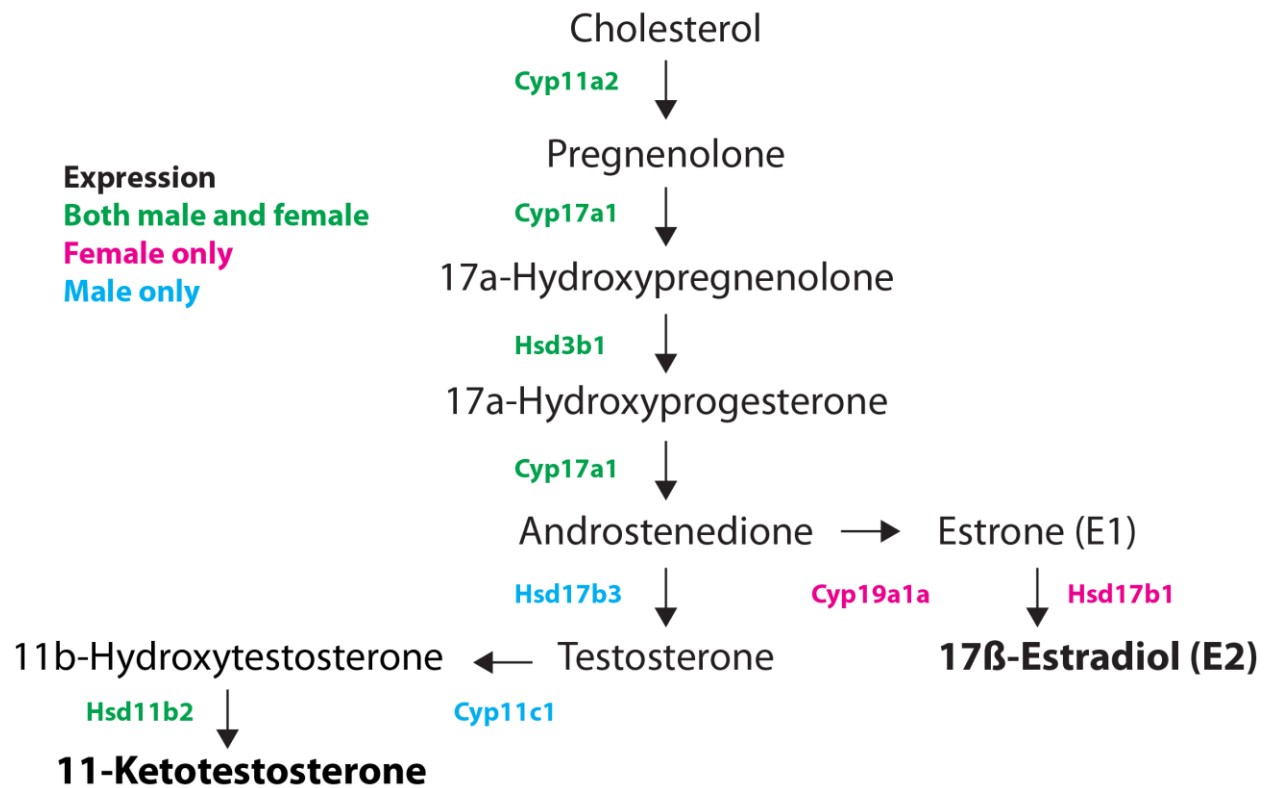 Cholesterol
Cyp11a2
Pregnenolone
Expression
Both male and female
Female only
Male only
Cyp17a1
17a-Hydroxypregnenolone
Hsd3b1
17a-Hydroxyprogesterone
Cyp17a1
Androstenedione
Estrone (E1)
Hsd17b3
Cyp19a1a
Hsd17b1
11b-Hydroxytestosterone
Testosterone
17ß-Estradiol (E2)
Hsd11b2
Cyp11c1
11-Ketotestosterone